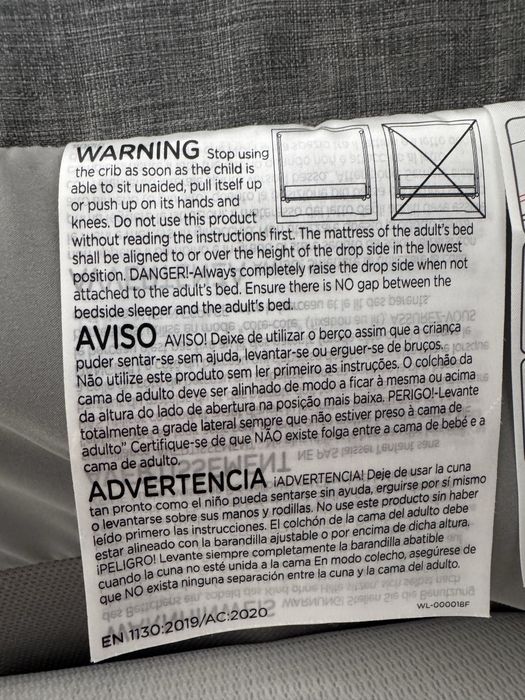 WARNING Stop using
the crib as soon as the child is
able to sit unaided, pull itself up
or push up on its hands and
knees. Do not use this product
without reading the instructions first. The mattress of the adult's bed
shall be aligned to or over the height of the drop side in the lowest
position. DANGER!-Always completely raise the drop side when not
attached to the adult's bed. Ensure there is NO gap between the
bedside sleeper and the adult's bed.
AVISO AVISO! Deixe de utilizar o berço assim que a criança
puder sentar-se sem ajuda, levantar-se ou erguer-se de bruços.
Não utilize este produto sem ler primeiro as instruções. O colchão da
cama de adulto deve ser alinhado de modo a ficar à mesma ou acima
da altura do lado de abertura na posição mais baixa. PERIGO!-Levante
totalmente a grade lateral sempre que não estiver preso à cama de
adulto" Certifique-se de que NÃO existe folga entre a cama de bebé e a
cama de adulto.
ADVERTENCIA ¡ADVERTENCIA! Deje de usar la cuna
tan pronto como el niño pueda sentarse sin ayuda, erguirse por sí mismo
o levantarse sobre sus manos y rodillas. No use este producto sin haber
leído primero las instrucciones. El colchón de la cama del adulto debe
estar alineado con la barandilla ajustable o por encima de dicha altura.
¡PELIGRO! Levante siempre completamente la barandilla abatible
cuando la cuna no esté unida a la cama En modo colecho, asegúrese de
que NO exista ninguna separación entre la cuna y la cama del adulto.
EN 1130:2019/AC:2020
WL-000018F